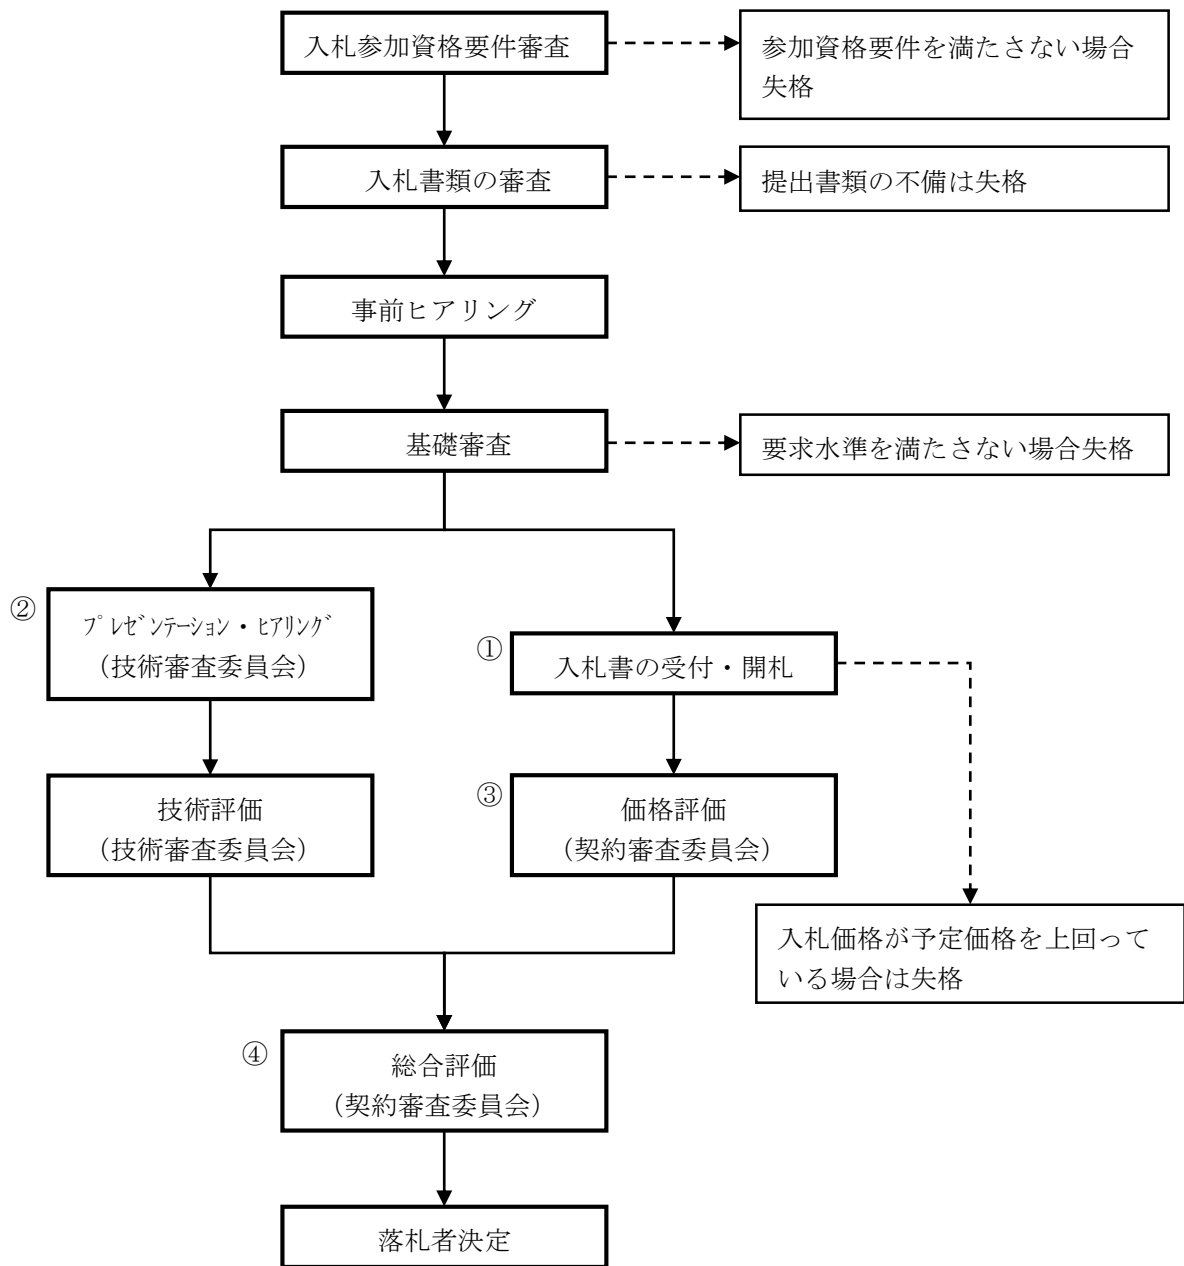 入札参加資格要件審査
参加資格要件を満たさない場合
失格
入札書類の審査
提出書類の不備は失格
事前ヒアリング
基礎審査
要求水準を満たさない場合失格
②
プレゼンテーション・ヒアリング
（技術審査委員会）
①
入札書の受付・開札
技術評価
（技術審査委員会）
③
価格評価
（契約審査委員会）
入札価格が予定価格を上回って
いる場合は失格
④
総合評価
（契約審査委員会）
落札者決定